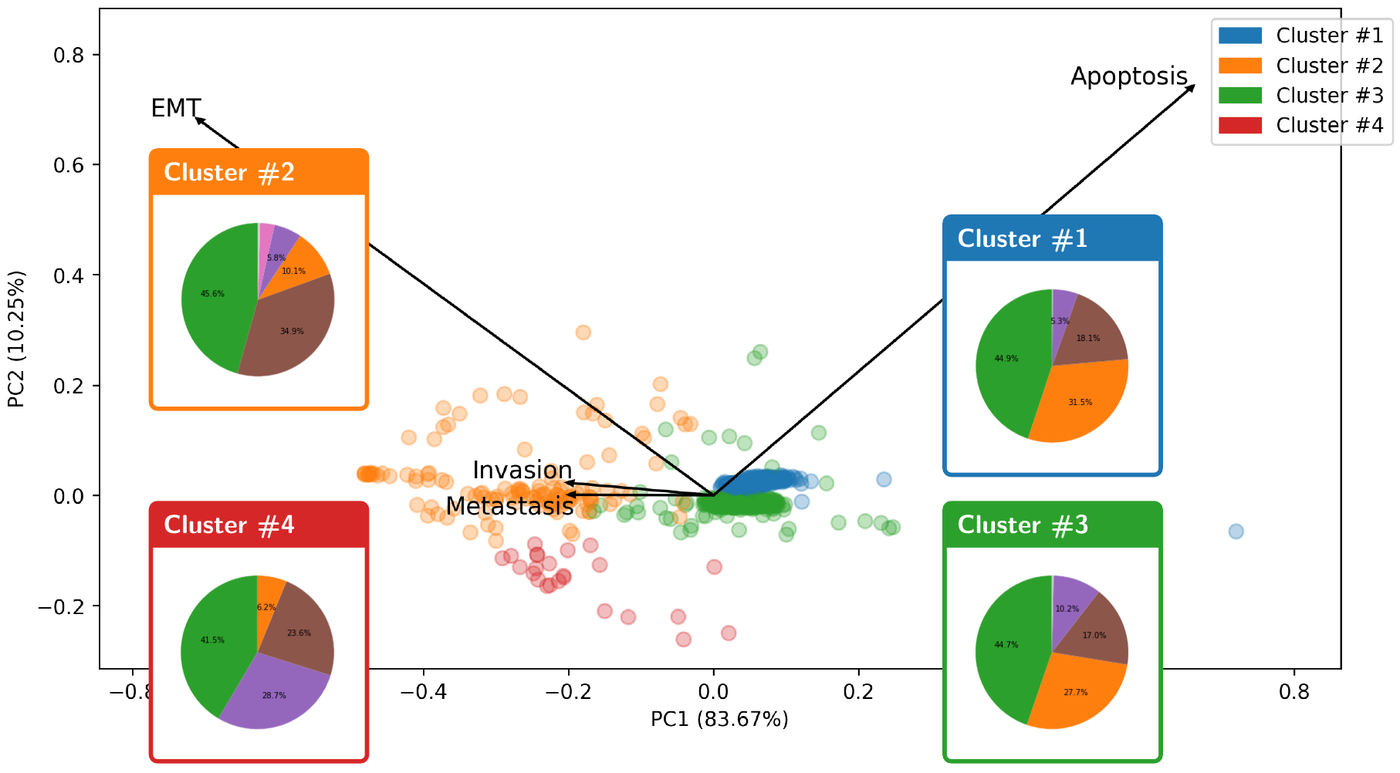 Cluster #1
Cluster #2
Cluster #3
Cluster #4
0.8
0.6
0.4
0.2
0.0
−0.2
PC2 (10.25%)
EMT
Apoptosis
Invasion
Metastasis
Cluster #2
5.8%
10.1%
45.6%
34.9%
Cluster #1
5.3%
18.1%
44.9%
31.5%
Cluster #4
6.2%
23.6%
41.5%
28.7%
Cluster #3
10.2%
17.0%
44.7%
27.7%
−0.8
−0.4
−0.2
0.0
0.2
0.8
PC1 (83.67%)